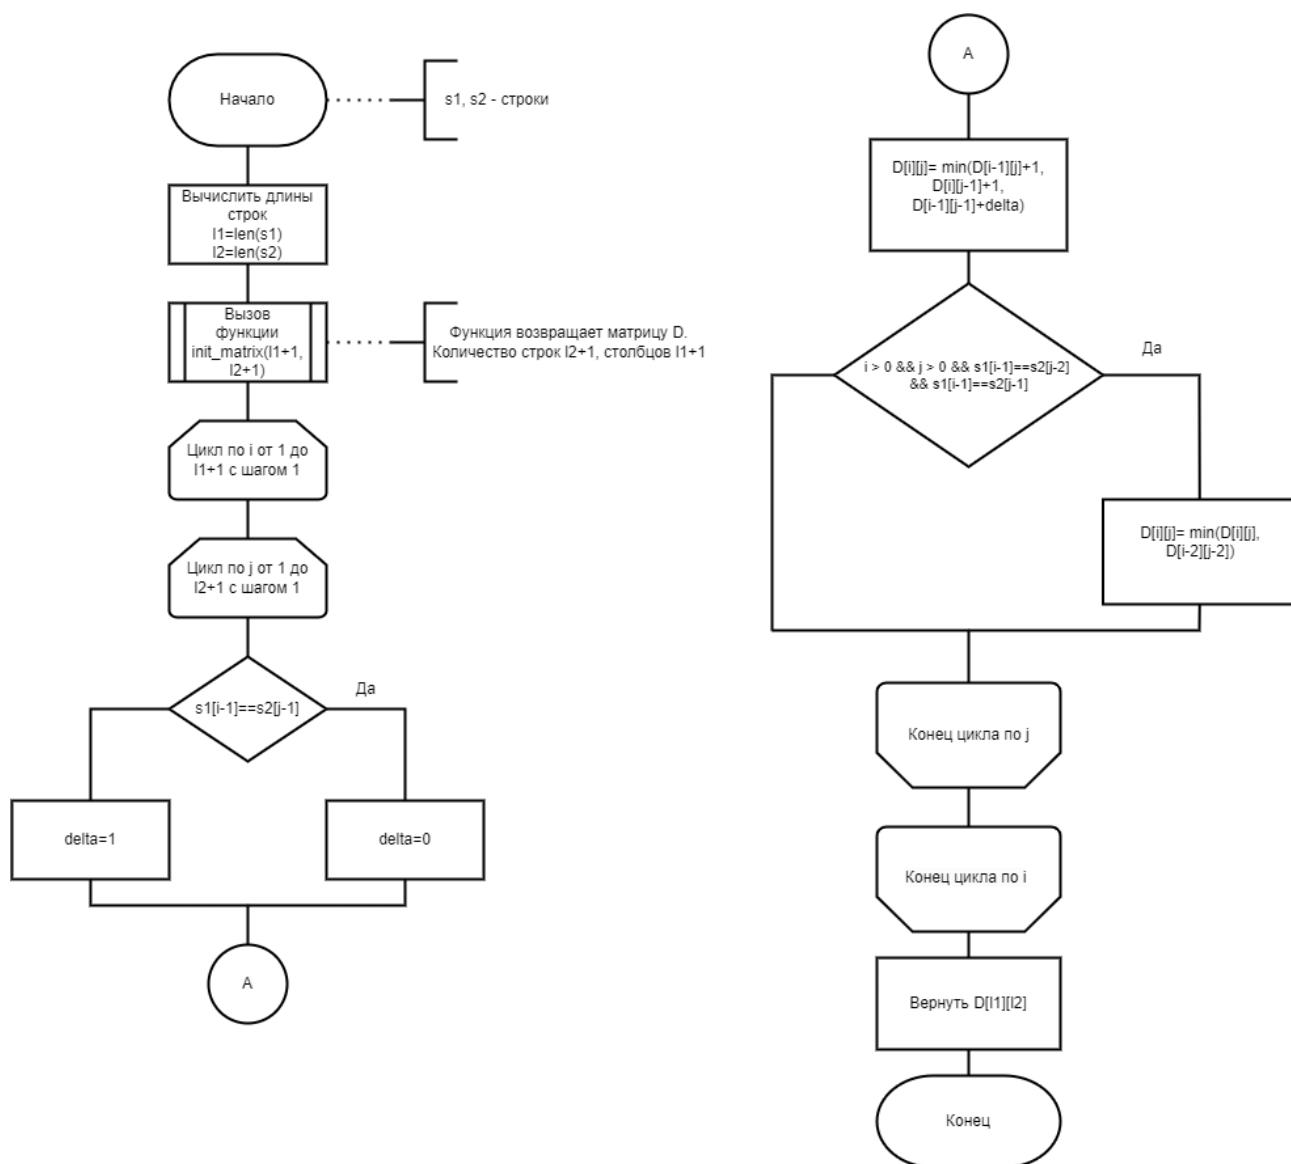 Начало
s1, s2 - строки
Вычислить длины
строк
l1=len(s1)
l2=len(s2)
Вызов
функции
init_matrix(l1+1,
l2+1)
Функция возвращает матрицу D.
Количество строк l2+1, столбцов l1+1
Цикл по i от 1 до
l1+1 с шагом 1
Цикл по j от 1 до
l2+1 с шагом 1
s1[i-1]==s2[j-1]
Да
delta=1
delta=0
A
A
D[i][j]= min(D[i-1][j]+1,
D[i][j-1]+1,
D[i-1][j-1]+delta)
i > 0 && j > 0 && s1[i-1]==s2[j-2]
&& s1[i-1]==s2[j-1]
Да
D[i][j]= min(D[i][j],
D[i-2][j-2])
Конец цикла по j
Конец цикла по i
Вернуть D[l1][l2]
Конец